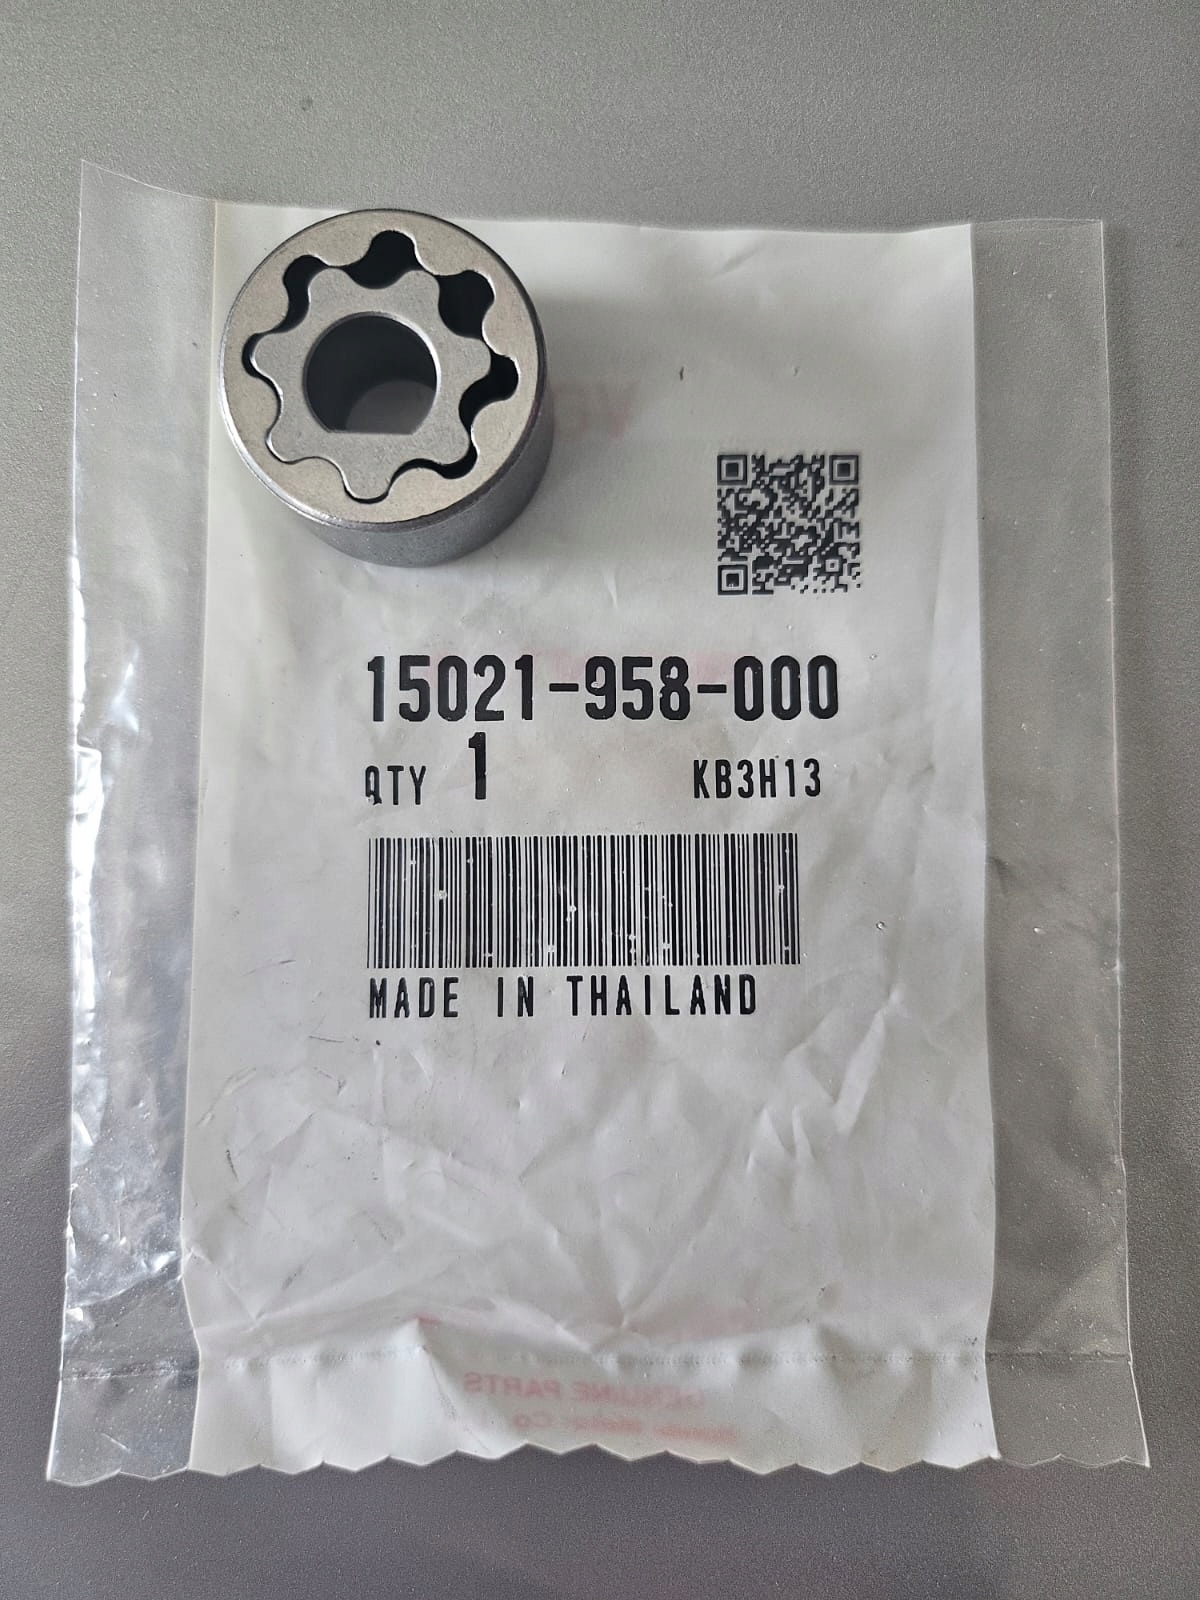 15021-958-000
QTY 1 KB3H13
MADE IN THAILAND
GENUINE PARTS